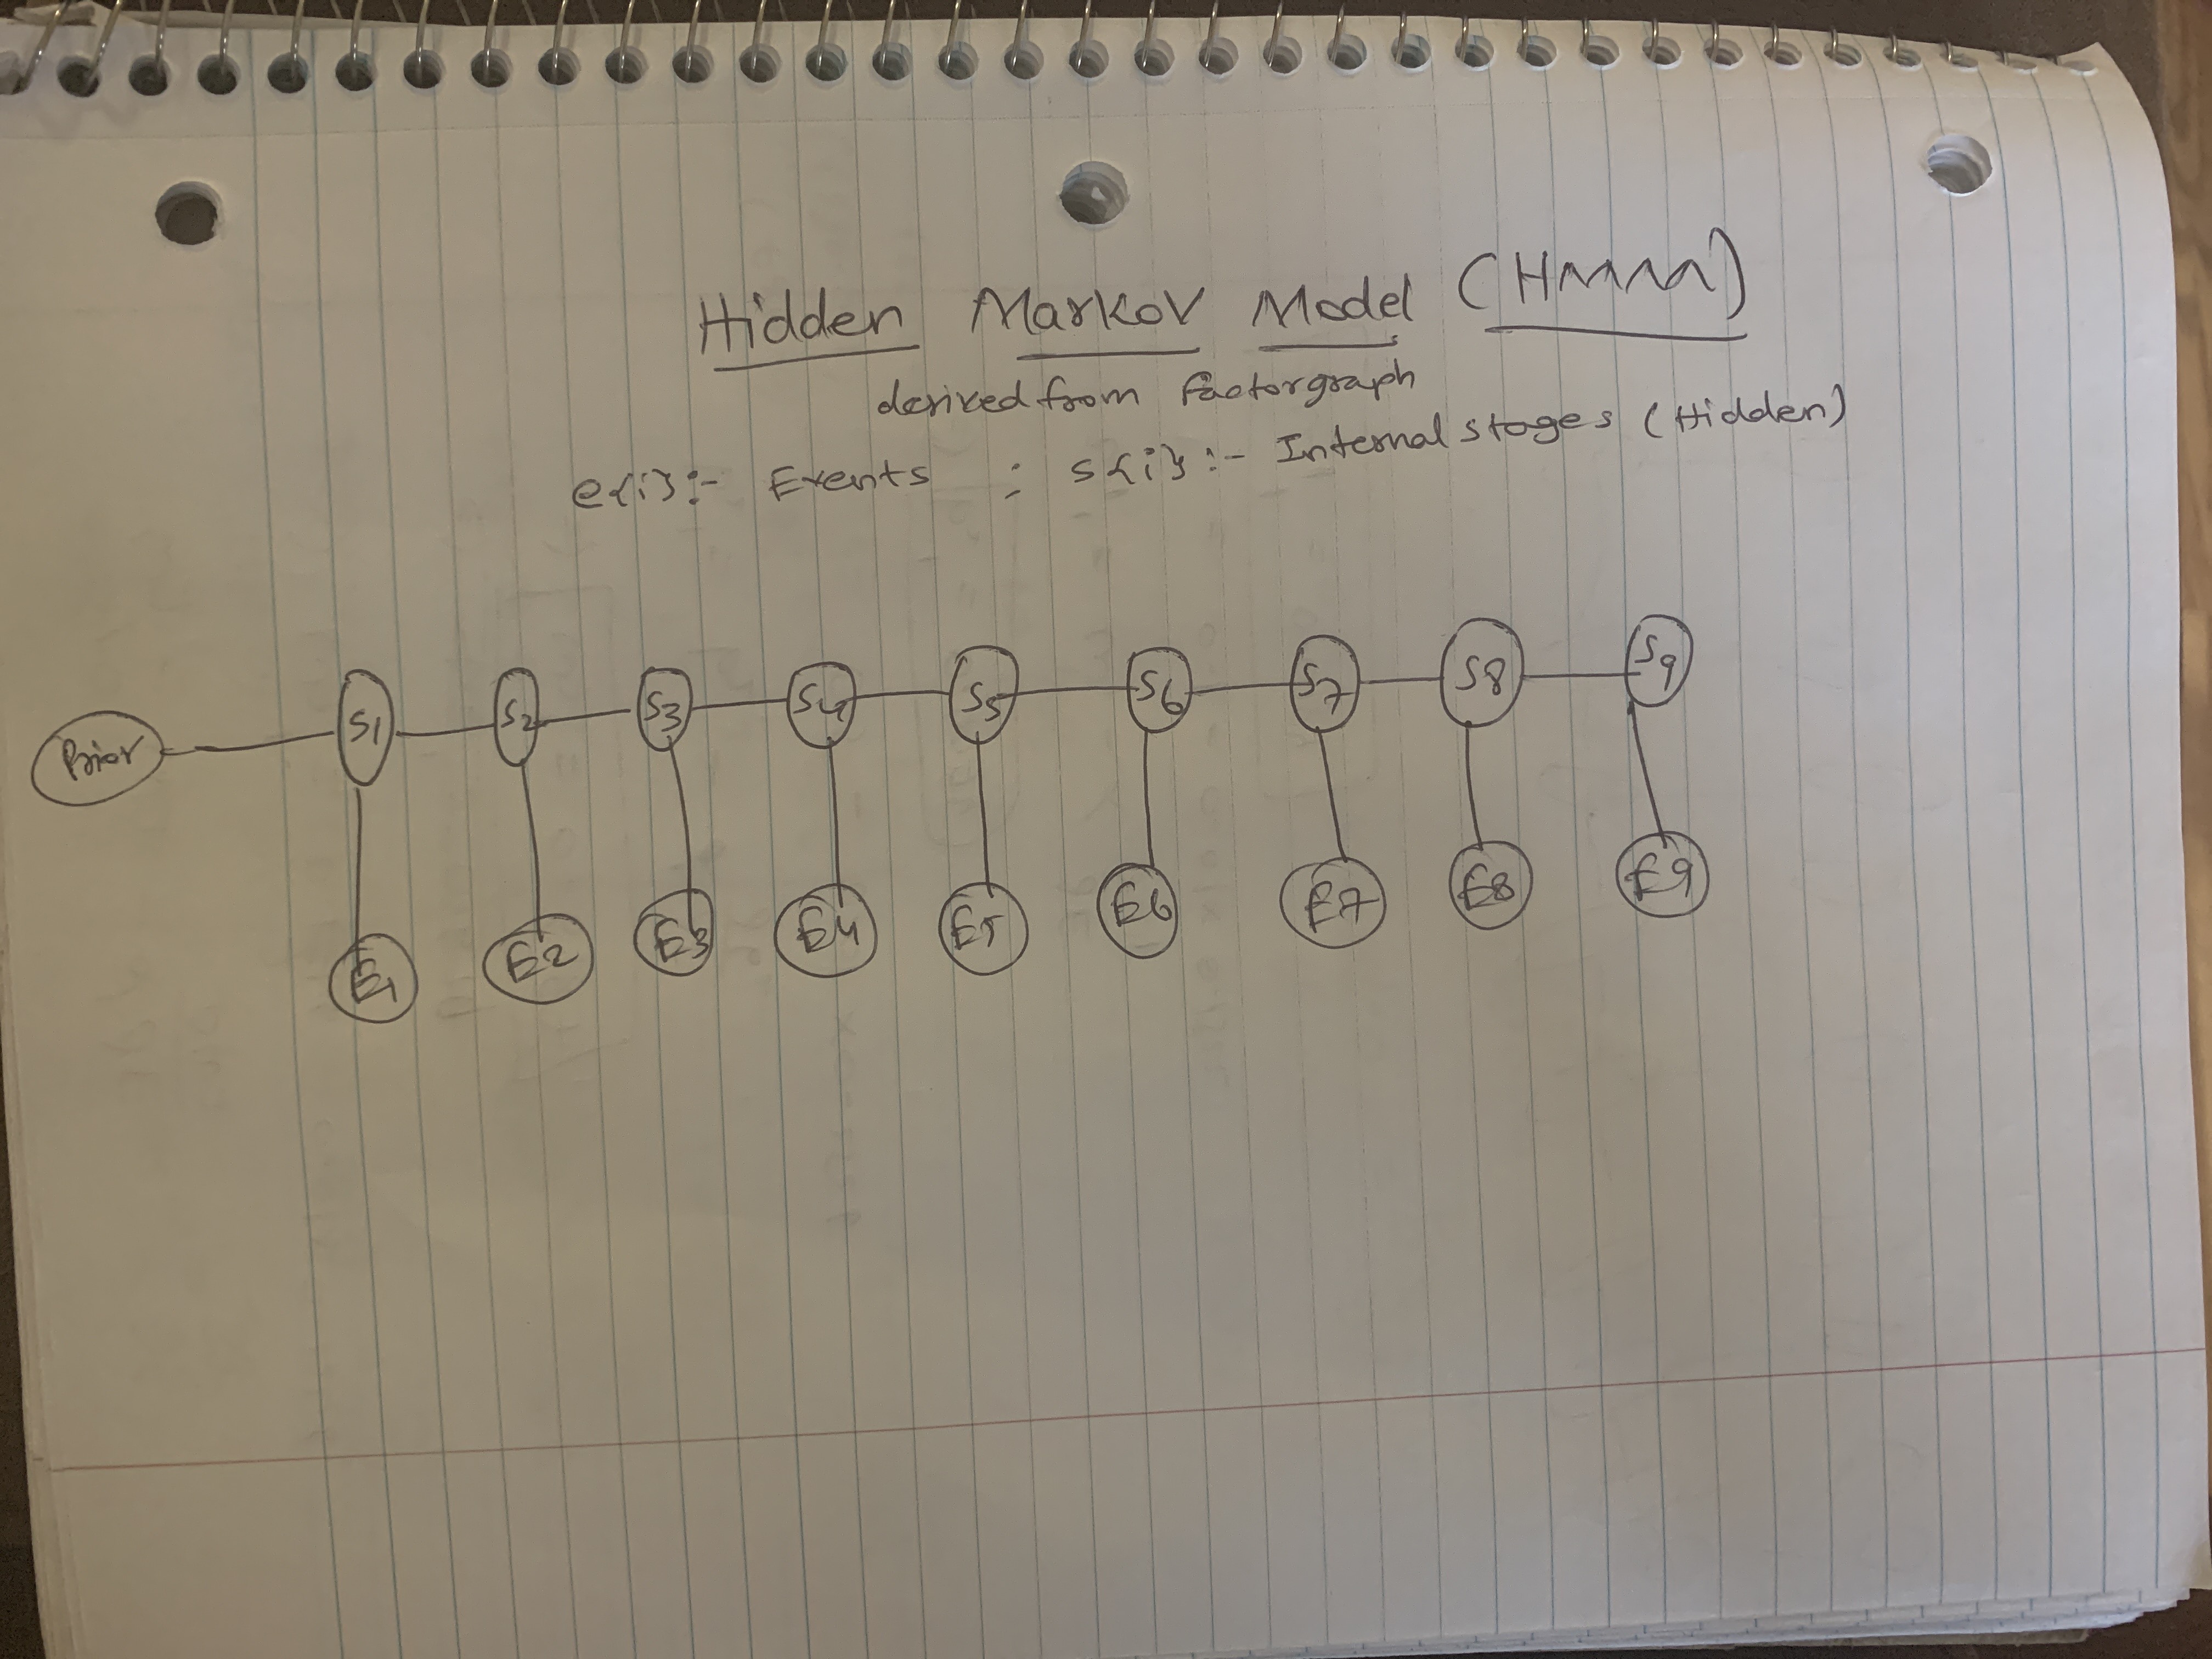 Hidden Markov Model (HMM)
derived from factorgraph
e{i} :- Events ; s{i} :- Internal stages (Hidden)
Prior S1 S2 S3 S4 S5 S6 S7 S8 S9
E1 E2 E3 E4 E5 E6 E7 E8 E9